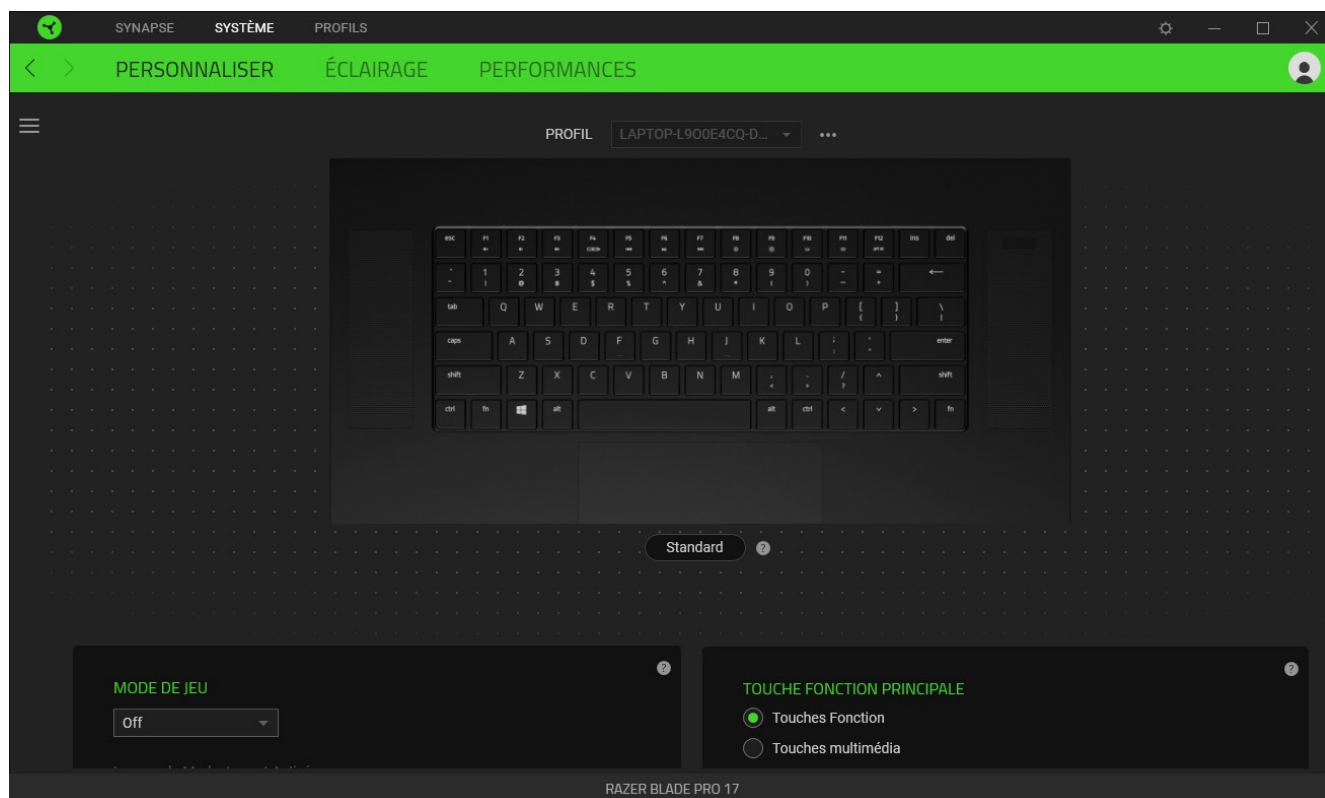 SYNAPSE SYSTÈME PROFILS
PERSONNALISER ÉCLAIRAGE PERFORMANCES
PROFIL LAPTOP-L900E4CQ-D... •••
esc F1 F2 F3 F4 F5 F6 F7 F8 F9 F10 F11 F12 ins del
1 2 3 4 5 6 7 8 9 0 - =
! @ # $ % ^ & * ( ) _ +
tab Q W E R T Y U I O P [ ] \
{ } |
caps A S D F G H J K L ; ' enter
shift Z X C V B N M , . / ^ shift
< > ?
ctrl fn alt alt ctrl < v > fn
Standard ?
MODE DE JEU ?
Off
TOUCHE FONCTION PRINCIPALE ?
Touches Fonction
Touches multimédia
RAZER BLADE PRO 17